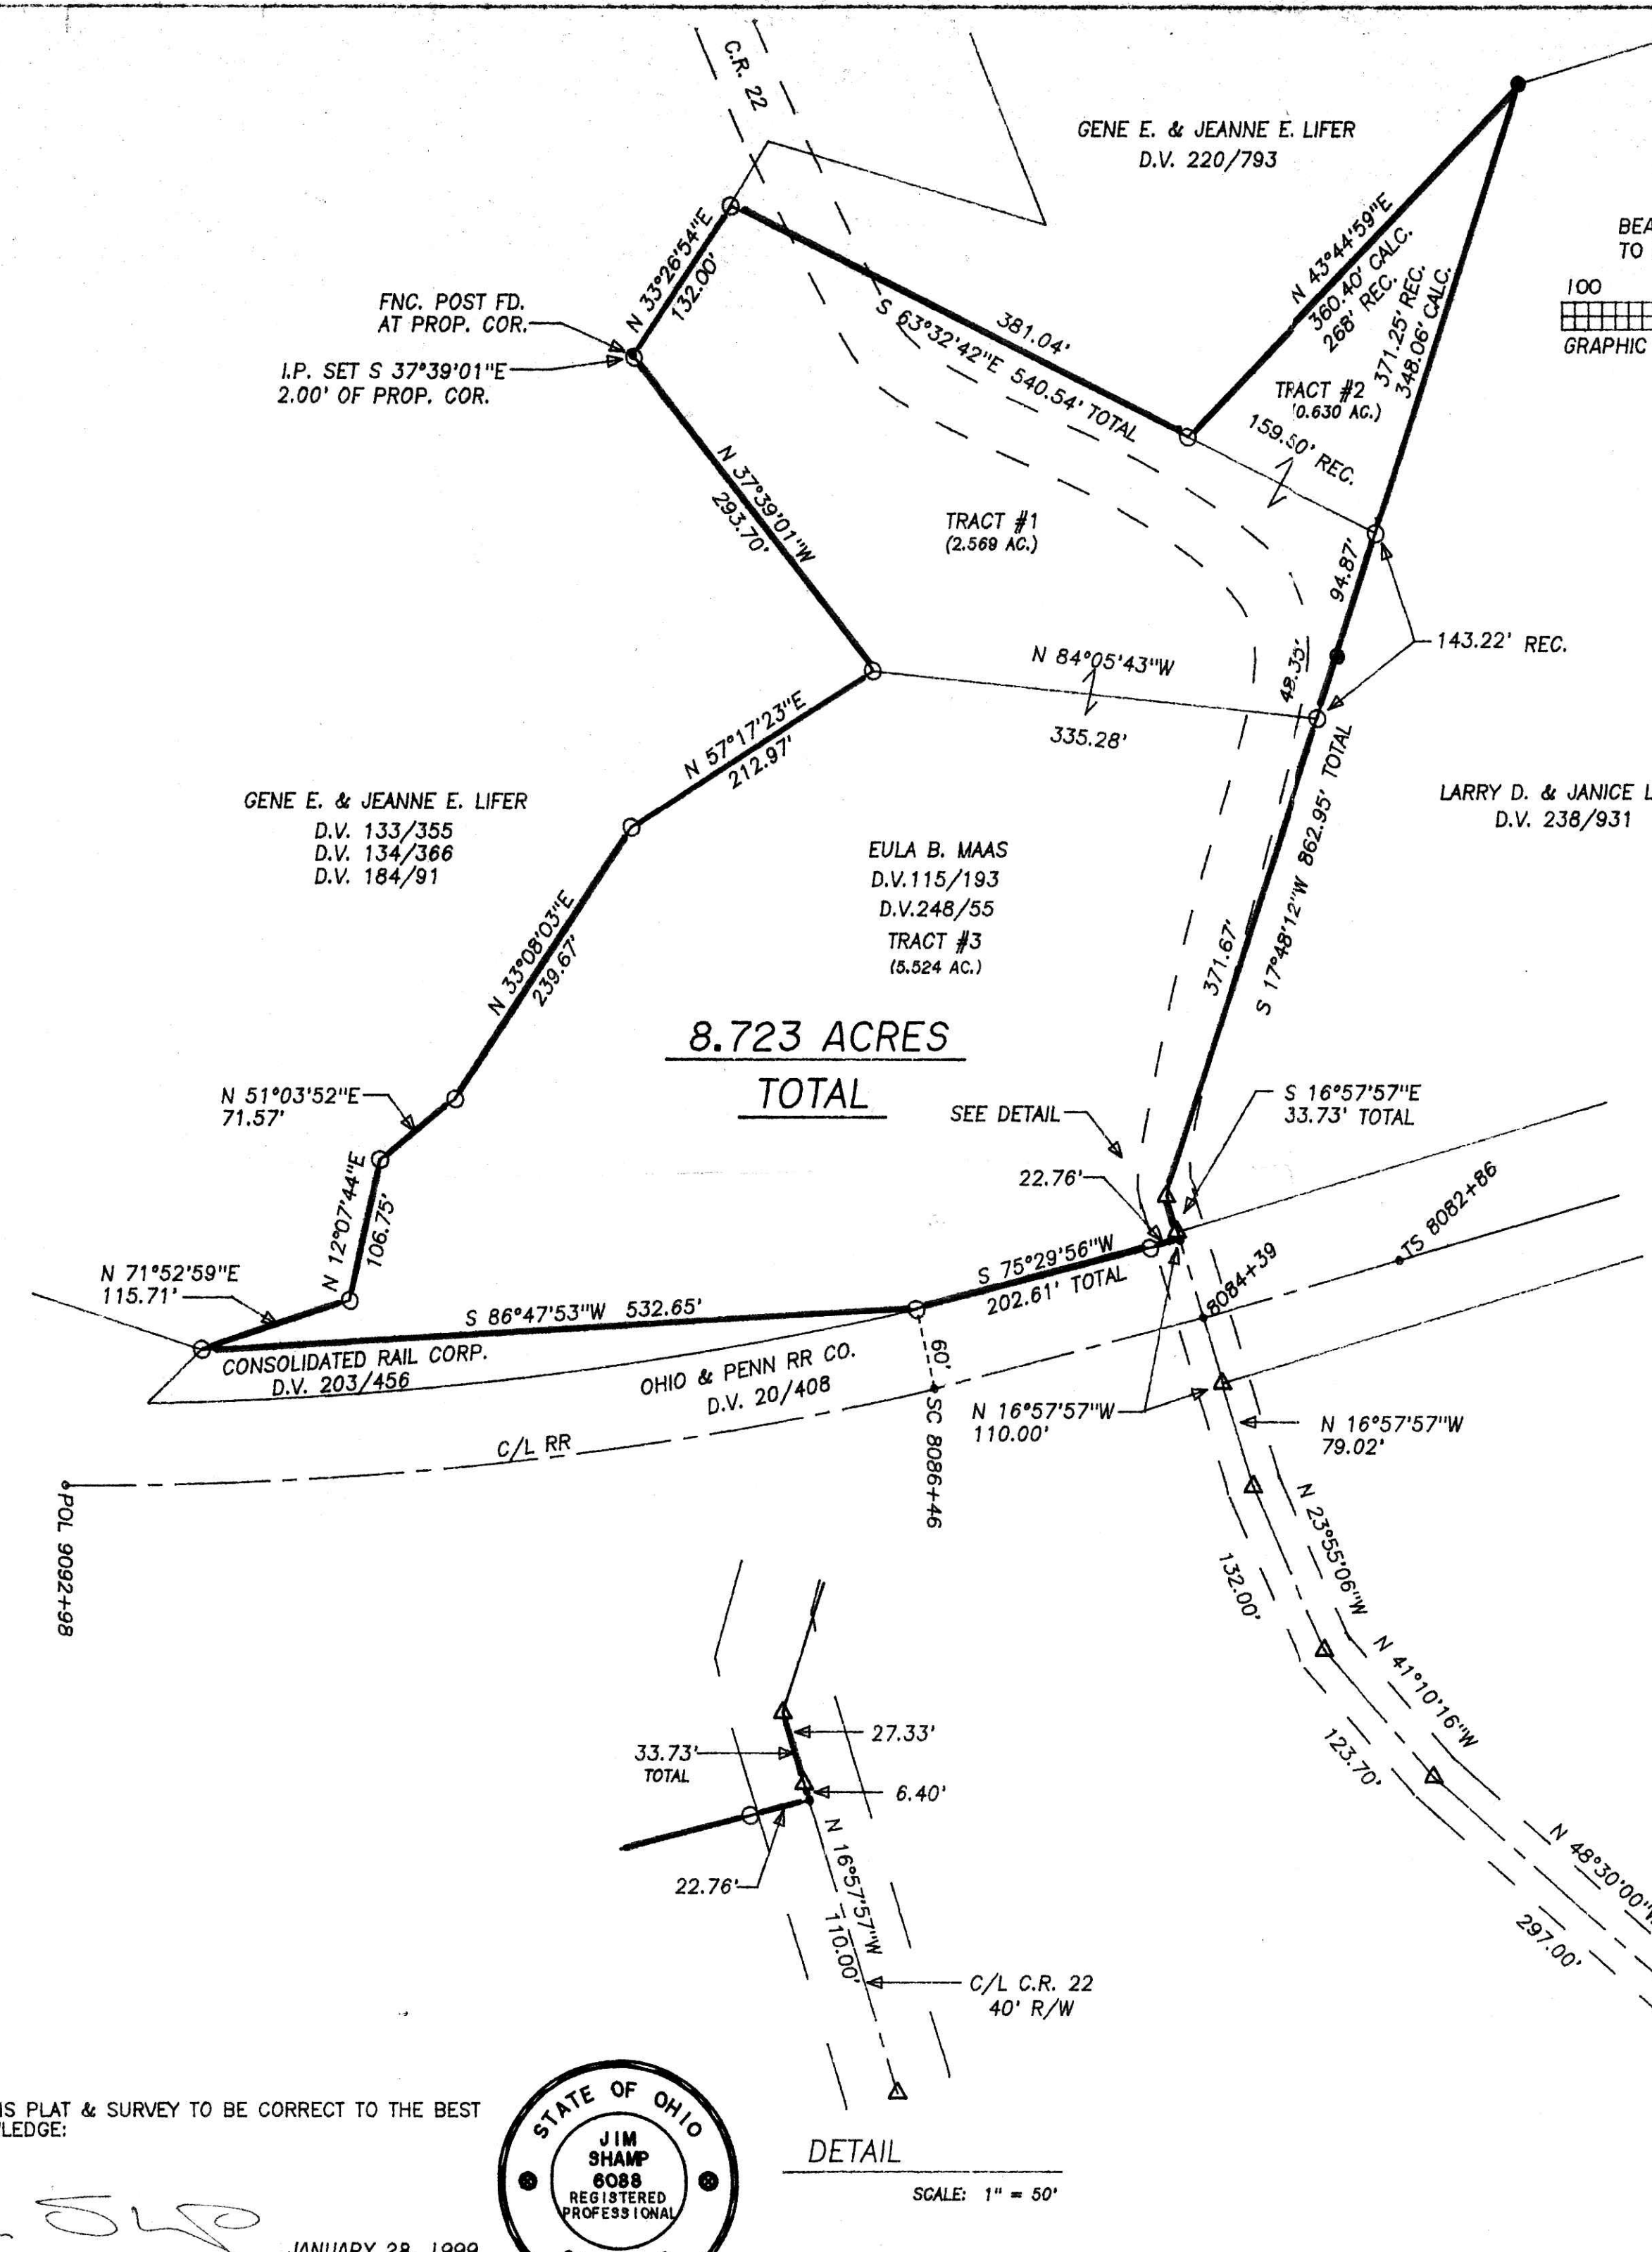 C.R. 22
GENE E. & JEANNE E. LIFER
D.V. 220/793
BEA
TO
100
GRAPHIC
N 33°26'54"E
132.00'
FNC. POST FD.
AT PROP. COR.
I.P. SET S 37°39'01"E
2.00' OF PROP. COR.
381.04'
S 63°32'42"E 540.54' TOTAL
N 43°44'59"E
360.40' CALC.
268' REC.
371.25' REC.
348.06' CALC.
TRACT #2
(0.630 AC.)
159.50' REC.
N 37°39'01"W
293.70'
TRACT #1
(2.569 AC.)
94.87'
143.22' REC.
48.35'
N 84°05'43"W
335.28'
N 57°17'23"E
212.97'
GENE E. & JEANNE E. LIFER
D.V. 133/355
D.V. 134/366
D.V. 184/91
LARRY D. & JANICE L
D.V. 238/931
EULA B. MAAS
D.V.115/193
D.V.248/55
TRACT #3
(5.524 AC.)
S 17°48'12"W 862.95' TOTAL
371.67'
N 33°08'03"E
239.67'
8.723 ACRES
TOTAL
N 51°03'52"E
71.57'
SEE DETAIL
S 16°57'57"E
33.73' TOTAL
22.76'
N 12°07'44"E
106.75'
N 71°52'59"E
115.71'
S 75°29'56"W
202.61' TOTAL
TS 8082+86
8084+39
S 86°47'53"W 532.65'
CONSOLIDATED RAIL CORP.
D.V. 203/456
OHIO & PENN RR CO.
D.V. 20/408
60'
SC 8086+46
N 16°57'57"W
110.00'
N 16°57'57"W
79.02'
C/L RR
POL 9092+98
N 23°55'06"W
132.00'
N 41°10'16"W
123.70'
N 48°30'00"W
297.00'
27.33'
33.73'
TOTAL
6.40'
22.76'
N 16°57'57"W
110.00'
C/L C.R. 22
40' R/W
DETAIL
SCALE: 1" = 50'
IS PLAT & SURVEY TO BE CORRECT TO THE BEST
LEDGE:
STATE OF OHIO
JIM
SHAMP
6088
REGISTERED
PROFESSIONAL
JANUARY 28, 1999